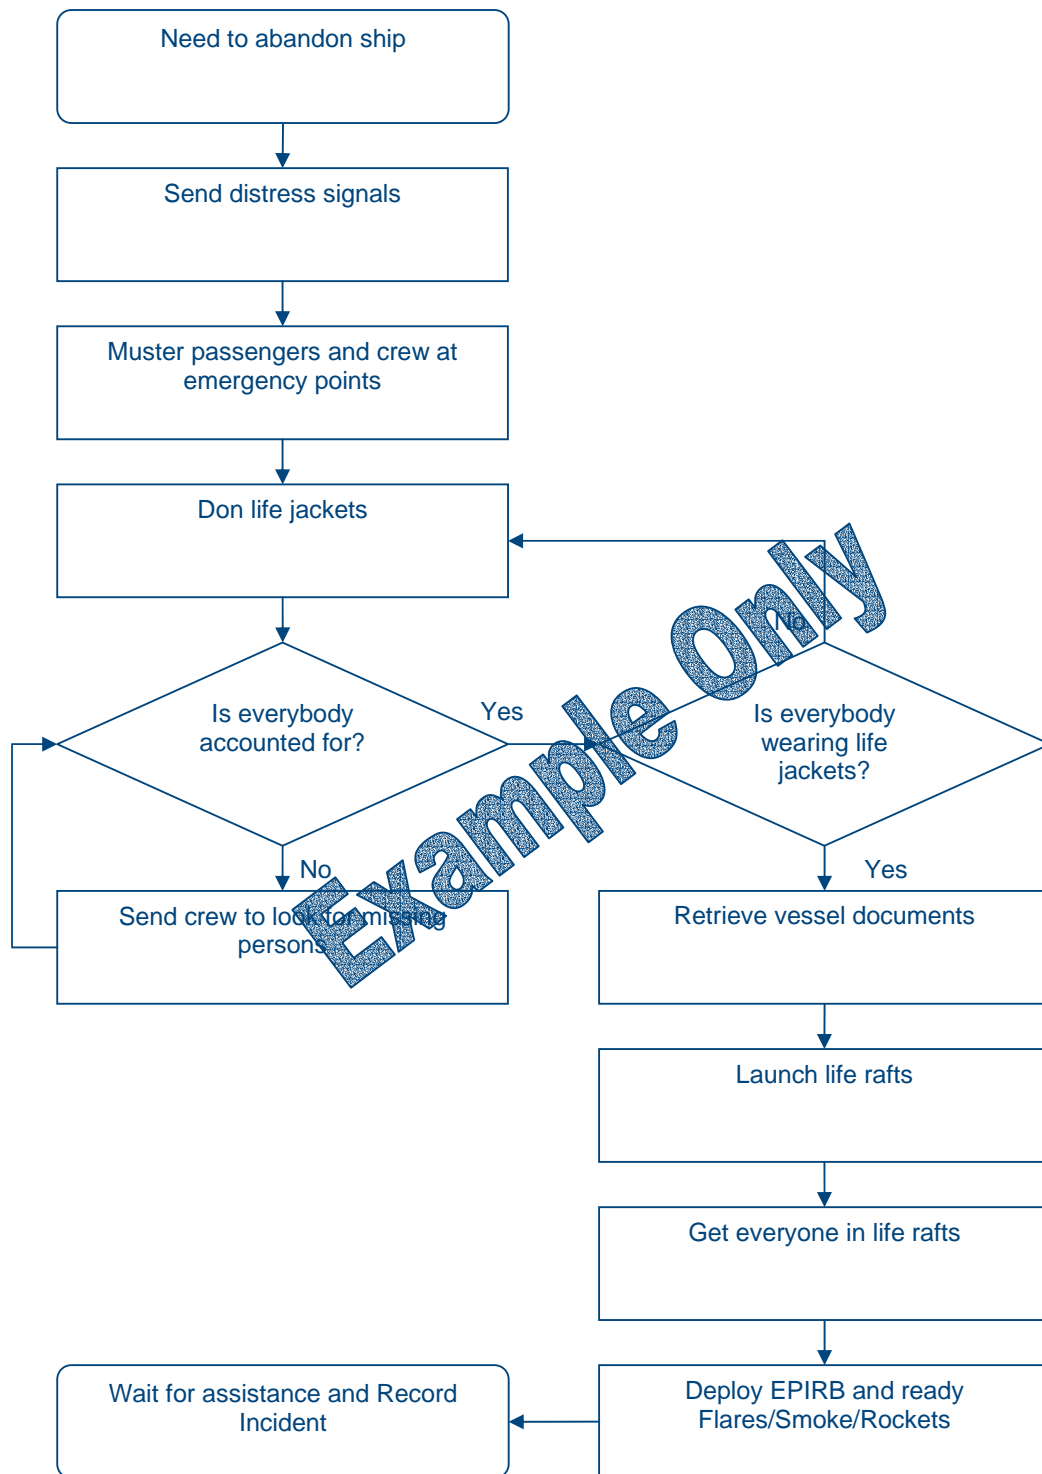 Need to abandon ship
Send distress signals
Muster passengers and crew at
emergency points
Don life jackets
Is everybody
accounted for?
Yes
No
Is everybody
wearing life
jackets?
No
Send crew to look for missing
persons
Yes
Retrieve vessel documents
Launch life rafts
Get everyone in life rafts
Deploy EPIRB and ready
Flares/Smoke/Rockets
Wait for assistance and Record
Incident
Example Only